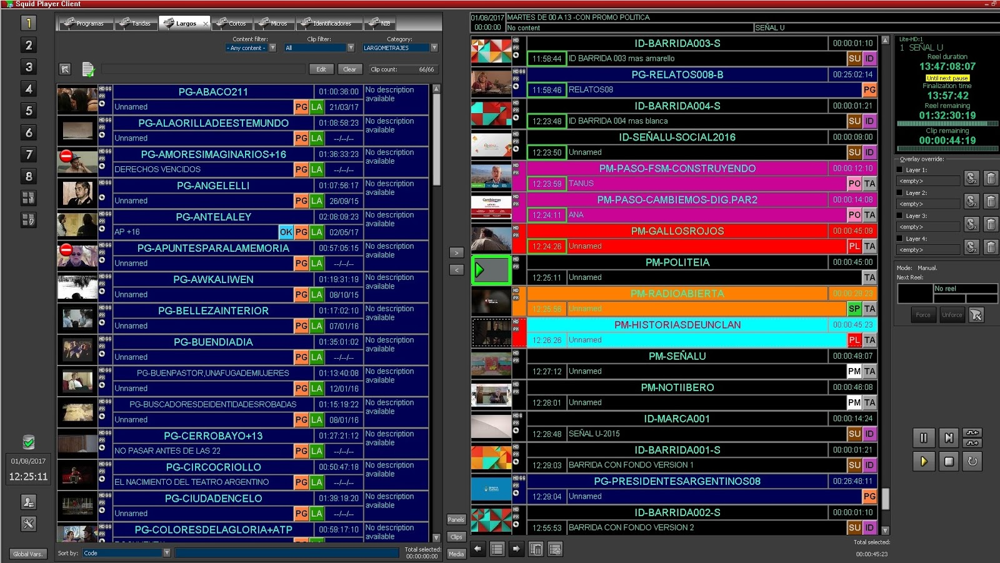 Squid Player Client
1
2
3
4
5
6
7
8
01/08/2017
12:25:11
Global Vars.
Programas
Tandas
Largos
Cortos
Micros
Identificadores
NIB
Content filter:
- Any content -
Clip filter:
All
Category:
LARGOMETRAJES
Edit
Clear
Clip count:
66/66
PG-ABACO211 01:00:36:00 No description available
Unnamed PG LA 21/03/17
PG-ALAORILLADEESTEMUNDO 01:08:58:23 No description available
Unnamed PG LA --/--/--
PG-AMORESIMAGINARIOS+16 01:36:33:23 No description available
DERECHOS VENCIDOS PG LA --/--/--
PG-ANGELELLI 01:07:56:17 No description available
Unnamed PG LA 26/09/15
PG-ANTELALEY 02:08:09:23 No description available
AP +16 OK PG LA 02/05/17
PG-APUNTESPARALAMEMORIA 00:57:05:15 No description available
Unnamed PG LA --/--/--
PG-AWKALIWEN 01:19:31:19 No description available
Unnamed PG LA 08/10/15
PG-BELLEZAINTERIOR 01:17:02:10 No description available
Unnamed PG LA 07/01/16
PG-BUENDIADIA 01:35:01:02 No description available
Unnamed PG LA --/--/--
PG-BUENPASTOR,UNAFUGADEMUJERES 01:13:40:08 No description available
Unnamed PG LA 12/01/16
PG-BUSCADORESDEIDENTIDADESROBADAS 01:15:19:22 No description available
Unnamed PG LA 08/01/16
PG-CERROBAYO+13 01:27:21:12 No description available
NO PASAR ANTES DE LAS 22 PG LA --/--/--
PG-CIRCOCRIOLLO 00:50:47:18 No description available
EL NACIMIENTO DEL TEATRO ARGENTINO PG LA --/--/--
PG-CIUDADENCELO 01:39:19:20 No description available
Unnamed PG LA --/--/--
PG-COLORESDELAGLORIA+ATP 00:59:17:10 No description available
Sort by: Code
Total selected:
00:00:00:00
>
<
Panels
Clips
Media
01/08/2017 MARTES DE 00 A 13 -CON PROMO POLITICA
00:00:00 No content SEÑAL U
ID-BARRIDA003-S 00:00:01:10
11:58:44 ID BARRIDA 003 mas amarello SU ID
PG-RELATOS008-B 00:25:02:14
11:58:46 RELATOS08 PG
ID-BARRIDA004-S 00:00:01:21
12:23:48 ID BARRIDA 004 mas blanca SU ID
ID-SEÑALU-SOCIAL2016 00:00:09:00
12:23:50 Unnamed SU ID
PM-PASO-FSM-CONSTRUYENDO 00:00:12:10
12:23:59 TANUS PO TA
PM-PASO-CAMBIEMOS-DIG.PAR2 00:00:14:08
12:24:11 ANA PO TA
PM-GALLOSROJOS 00:00:45:09
12:24:26 Unnamed PL TA
PM-POLITEIA 00:00:45:00
12:25:11 Unnamed TA
PM-RADIOABIERTA 00:00:29:23
12:25:56 Unnamed SP TA
PM-HISTORIASDEUNCLAN 00:00:45:23
12:26:26 Unnamed PL TA
PM-SEÑALU 00:00:49:07
12:27:12 Unnamed PM TA
PM-NOTIIBERO 00:00:46:08
12:28:01 Unnamed PM TA
ID-MARCA001 00:00:14:24
12:28:48 SEÑAL U-2015 SU ID
ID-BARRIDA001-S 00:00:01:21
12:29:03 BARRIDA CON FONDO VERSION 1 SU ID
PG-PRESIDENTESARGENTINOS08 00:26:48:11
12:29:04 Unnamed PG
ID-BARRIDA002-S 00:00:01:10
12:55:53 BARRIDA CON FONDO VERSION 2 SU ID
Total selected:
00:00:45:23
Lite-HD:1
1 SEÑAL U
Reel duration
13:47:08:07
Until next pause
Finalization time
13:57:42
Reel remaining
01:32:30:19
Clip remaining
00:00:44:19
Overlay override:
Layer 1:
<empty>
GFX
Layer 2:
<empty>
GFX
Layer 3:
<empty>
GFX
Layer 4:
<empty>
GFX
Mode: Manual.
Next Reel:
No reel
Force
Unforce